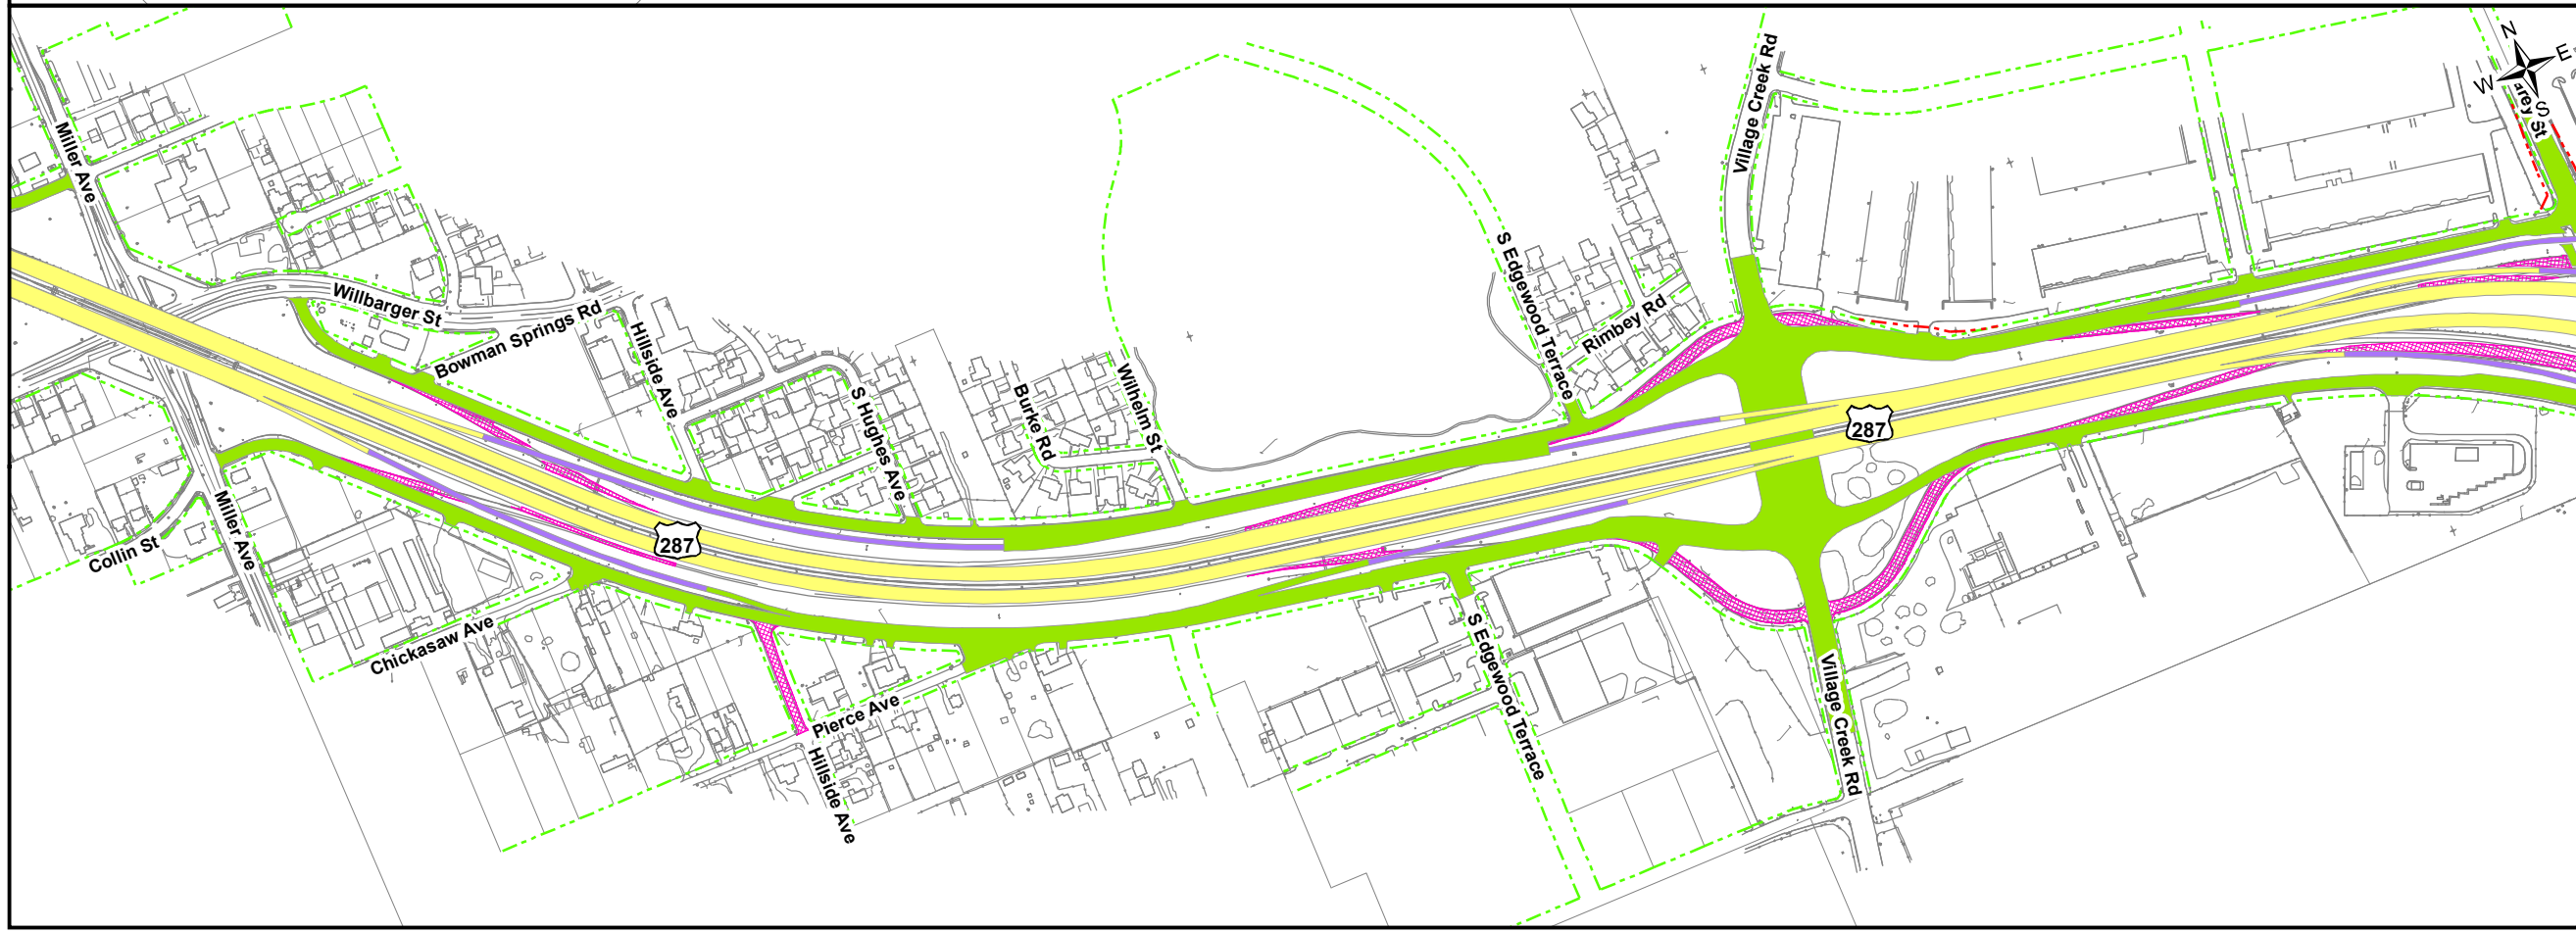 N
E
W
S
arey St
Village Creek Rd
Miller Ave
Willbarger St
Bowman Springs Rd
Hillside Ave
S Hughes Ave
Burke Rd
Wilhelm St
S Edgewood Terrace
Rimbey Rd
287
287
Miller Ave
Collin St
Chickasaw Ave
Pierce Ave
Hillside Ave
S Edgewood Terrace
Village Creek Rd